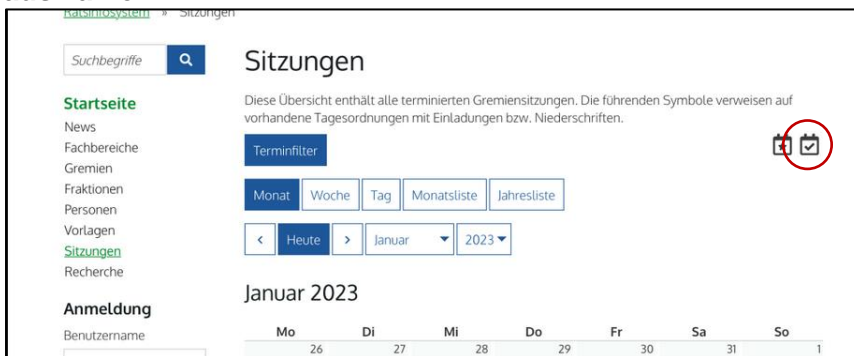 Ratsinfosystem » Sitzungen
Suchbegriffe
Sitzungen
Startseite
News
Fachbereiche
Gremien
Fraktionen
Personen
Vorlagen
Sitzungen
Recherche
Anmeldung
Benutzername
Diese Übersicht enthält alle terminierten Gremiensitzungen. Die führenden Symbole verweisen auf
vorhandene Tagesordnungen mit Einladungen bzw. Niederschriften.
Terminfilter
Monat Woche Tag Monatsliste Jahresliste
< Heute > Januar 2023
Januar 2023
Mo Di Mi Do Fr Sa So
26 27 28 29 30 31 1